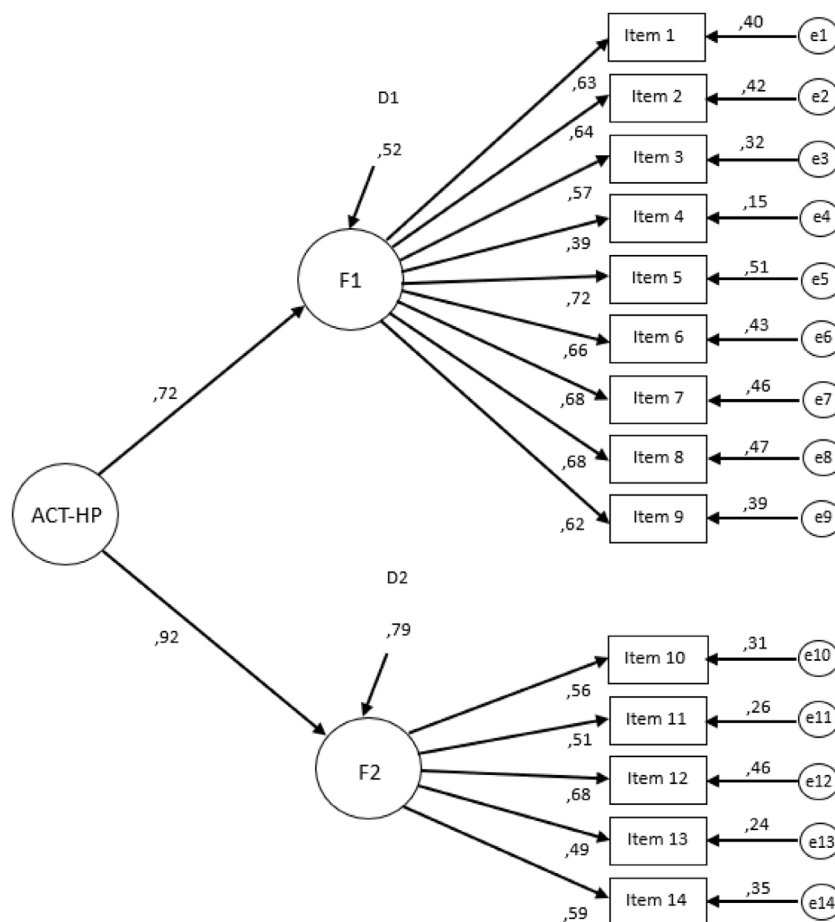 Item 1
,40
e1
,63
Item 2
,42
e2
,64
Item 3
,32
e3
,57
Item 4
,15
e4
,39
Item 5
,51
e5
,72
Item 6
,43
e6
,66
Item 7
,46
e7
,68
Item 8
,47
e8
,68
Item 9
,39
e9
,62
D1
,52
F1
,72
ACT-HP
,92
D2
,79
F2
Item 10
,31
e10
,56
Item 11
,26
e11
,51
Item 12
,46
e12
,68
Item 13
,24
e13
,49
Item 14
,35
e14
,59